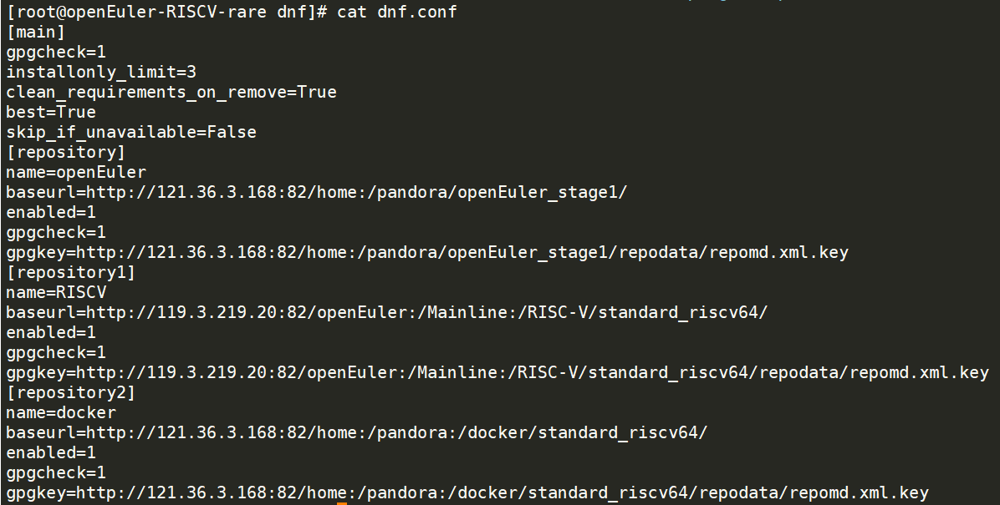 [root@openEuler-RISCV-rare dnf]# cat dnf.conf
[main]
gpgcheck=1
installonly_limit=3
clean_requirements_on_remove=True
best=True
skip_if_unavailable=False
[repository]
name=openEuler
baseurl=http://121.36.3.168:82/home:/pandora/openEuler_stage1/
enabled=1
gpgcheck=1
gpgkey=http://121.36.3.168:82/home:/pandora/openEuler_stage1/repodata/repomd.xml.key
[repository1]
name=RISCV
baseurl=http://119.3.219.20:82/openEuler:/Mainline:/RISC-V/standard_riscv64/
enabled=1
gpgcheck=1
gpgkey=http://119.3.219.20:82/openEuler:/Mainline:/RISC-V/standard_riscv64/repodata/repomd.xml.key
[repository2]
name=docker
baseurl=http://121.36.3.168:82/home:/pandora:/docker/standard_riscv64/
enabled=1
gpgcheck=1
gpgkey=http://121.36.3.168:82/home:/pandora:/docker/standard_riscv64/repodata/repomd.xml.key